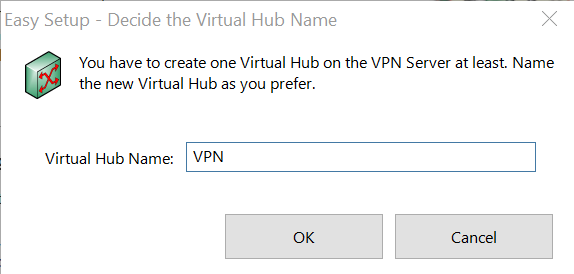 Easy Setup - Decide the Virtual Hub Name
You have to create one Virtual Hub on the VPN Server at least. Name
the new Virtual Hub as you prefer.
Virtual Hub Name: VPN
OK Cancel